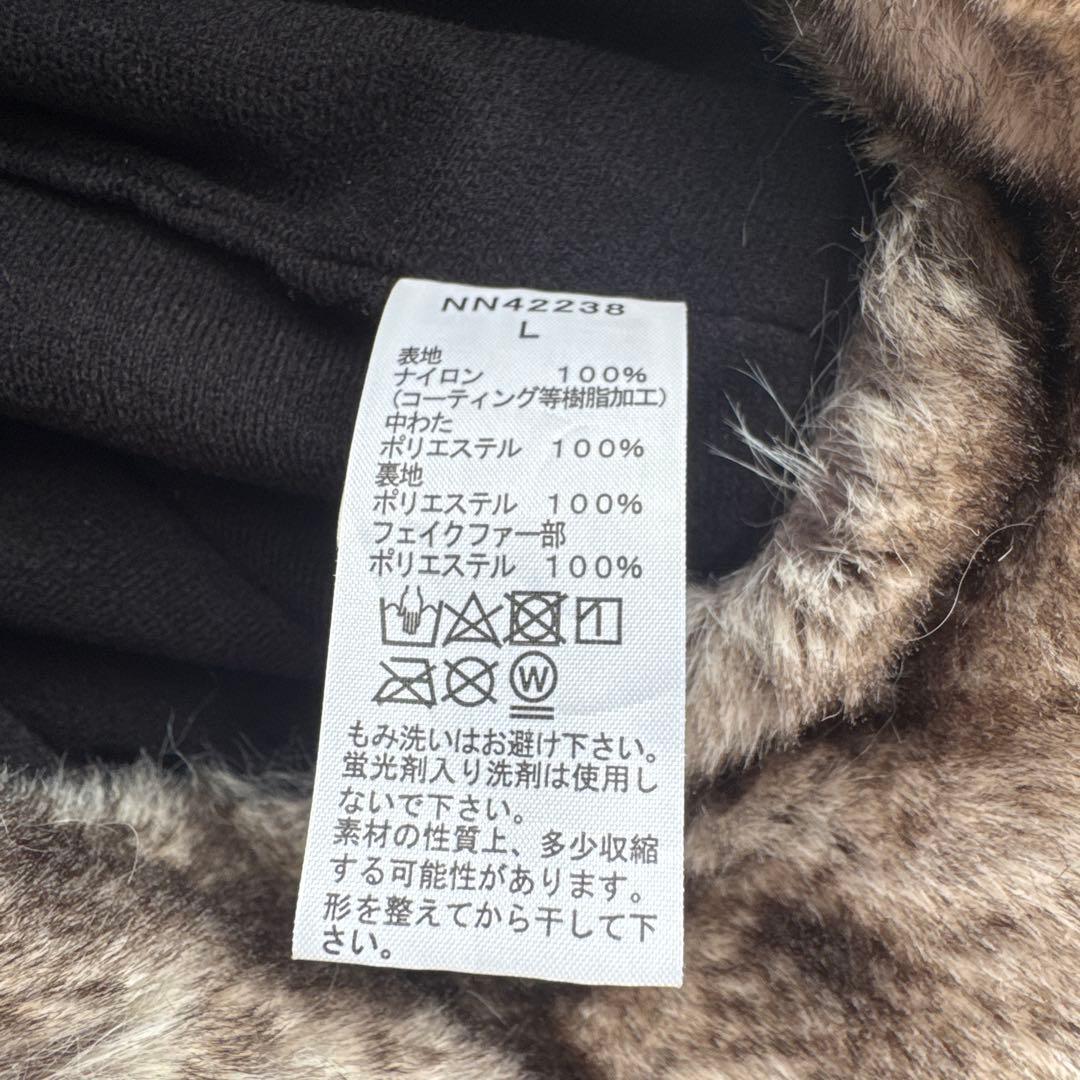 NN42238
L
表地
ナイロン 100%
(コーティング等樹脂加工)
中わた
ポリエステル 100%
裏地
ポリエステル 100%
フェイクファー部
ポリエステル 100%
W
もみ洗いはお避け下さい。
蛍光剤入り洗剤は使用し
ないで下さい。
素材の性質上、多少収縮
する可能性があります。
形を整えてから干して下
さい。